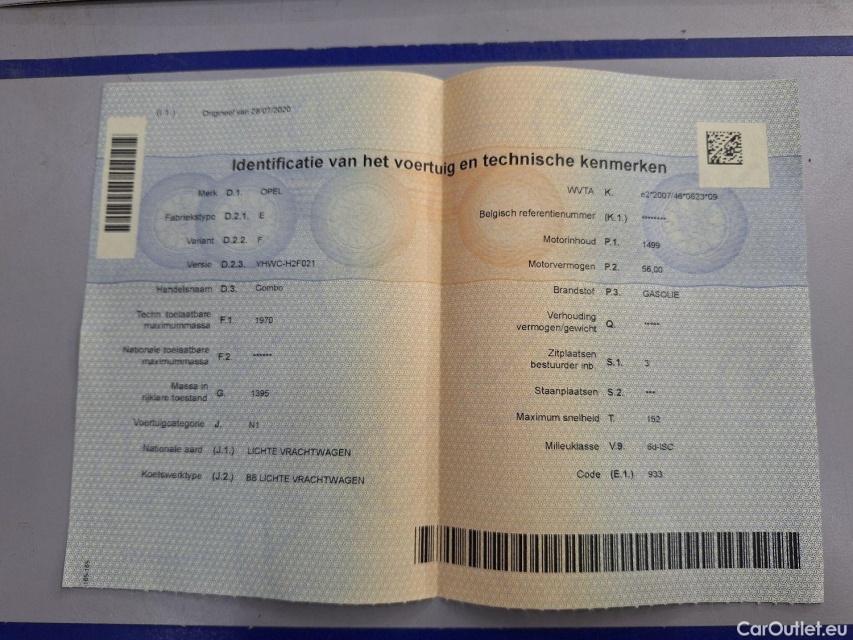 (I.1.) Origineel van 28/07/2020
Identificatie van het voertuig en technische kenmerken
Merk D.1. OPEL
Fabriekstype D.2.1. E
Variant D.2.2. F
Versie D.2.3. VHWC-H2F021
Handelsnaam D.3. Combo
Techn. toelaatbare
maximummassa F.1. 1970
Nationale toelaatbare
maximummassa F.2. ------
Massa in
rijklare toestand G. 1395
Voertuigcategorie J. N1
Nationale aard (J.1.) LICHTE VRACHTWAGEN
Koetswerktype (J.2.) BB LICHTE VRACHTWAGEN
165-165
WVTA K. e2*2007/46*0623*09
Belgisch referentienummer (K.1.) --------
Motorinhoud P.1. 1499
Motorvermogen P.2. 56,00
Brandstof P.3. GASOLIE
Verhouding
vermogen/gewicht Q. -----
Zitplaatsen
bestuurder inb. S.1. 3
Staanplaatsen S.2. ---
Maximum snelheid T. 152
Milieuklasse V.9. 6d-ISC
Code (E.1.) 933
CarOutlet.eu